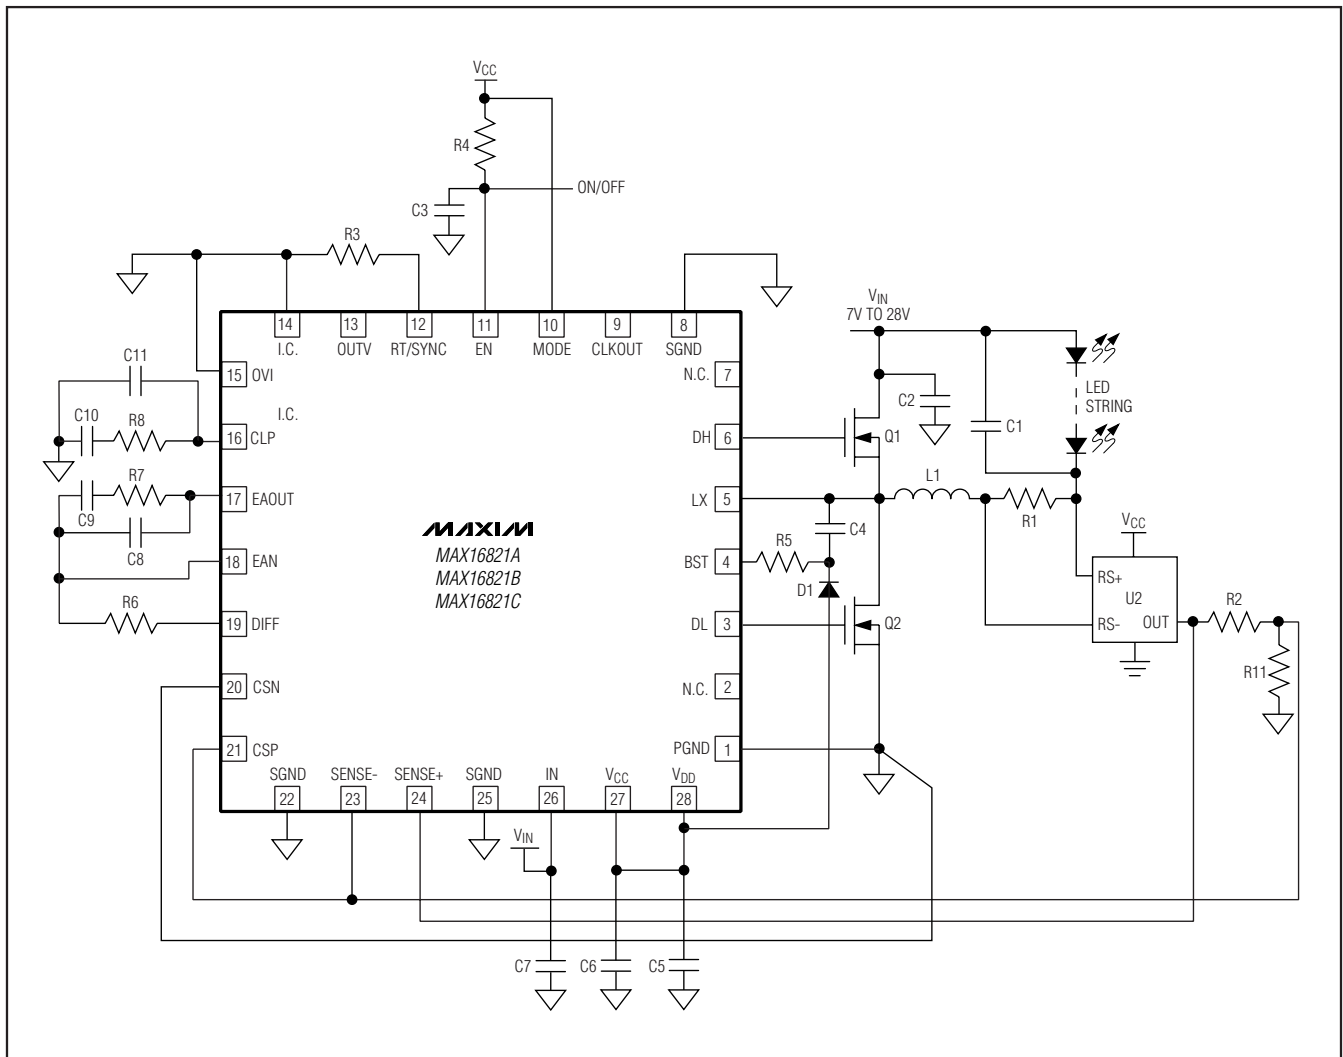 VCC
R4
ON/OFF
C3
R3
VIN
7V TO 28V
14 13 12 11 10 9 8
I.C. OUTV RT/SYNC EN MODE CLKOUT SGND
C11
15 OVI
N.C. 7
LED
STRING
C10 R8
I.C.
16 CLP
DH 6
Q1
C2
C1
R7
17 EAOUT
C9
C8
LX 5
L1
R1
C4
MAXIM
MAX16821A
MAX16821B
MAX16821C
VCC
18 EAN
BST 4
R5
D1
RS+
U2
RS-
OUT
R2
R6
19 DIFF
DL 3
Q2
R11
20 CSN
N.C. 2
21 CSP
PGND 1
SGND SENSE- SENSE+ SGND IN VCC VDD
22 23 24 25 26 27 28
VIN
C7 C6 C5